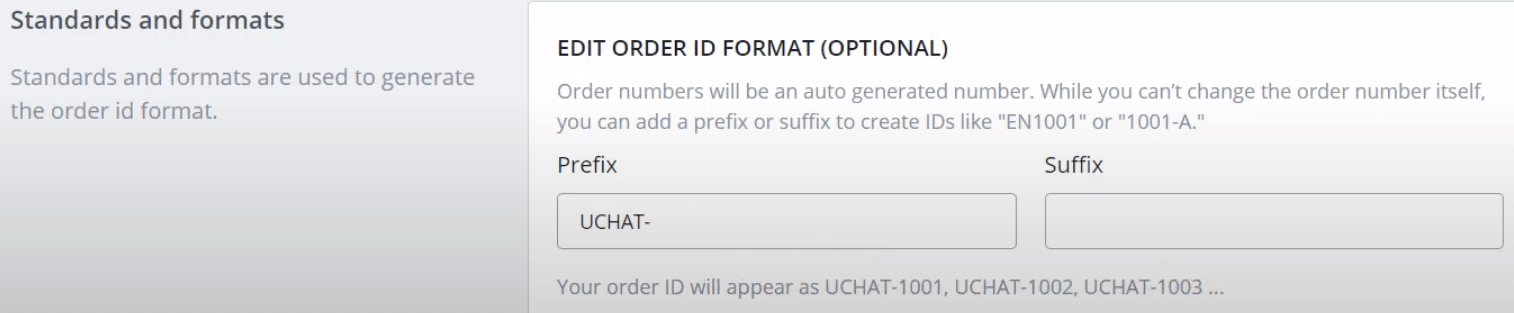 Standards and formats
Standards and formats are used to generate
the order id format.
EDIT ORDER ID FORMAT (OPTIONAL)
Order numbers will be an auto generated number. While you can’t change the order number itself,
you can add a prefix or suffix to create IDs like "EN1001" or "1001-A."
Prefix
Suffix
UCHAT-
Your order ID will appear as UCHAT-1001, UCHAT-1002, UCHAT-1003 ...